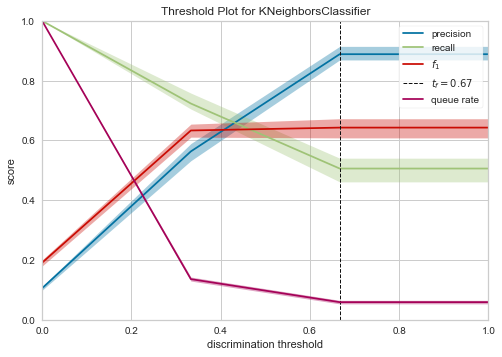 Threshold Plot for KNeighborsClassifier
1.0
0.8
0.6
0.4
0.2
0.0
score
precision
recall
f₁
t_f = 0.67
queue rate
0.0 0.2 0.4 0.6 0.8 1.0
discrimination threshold